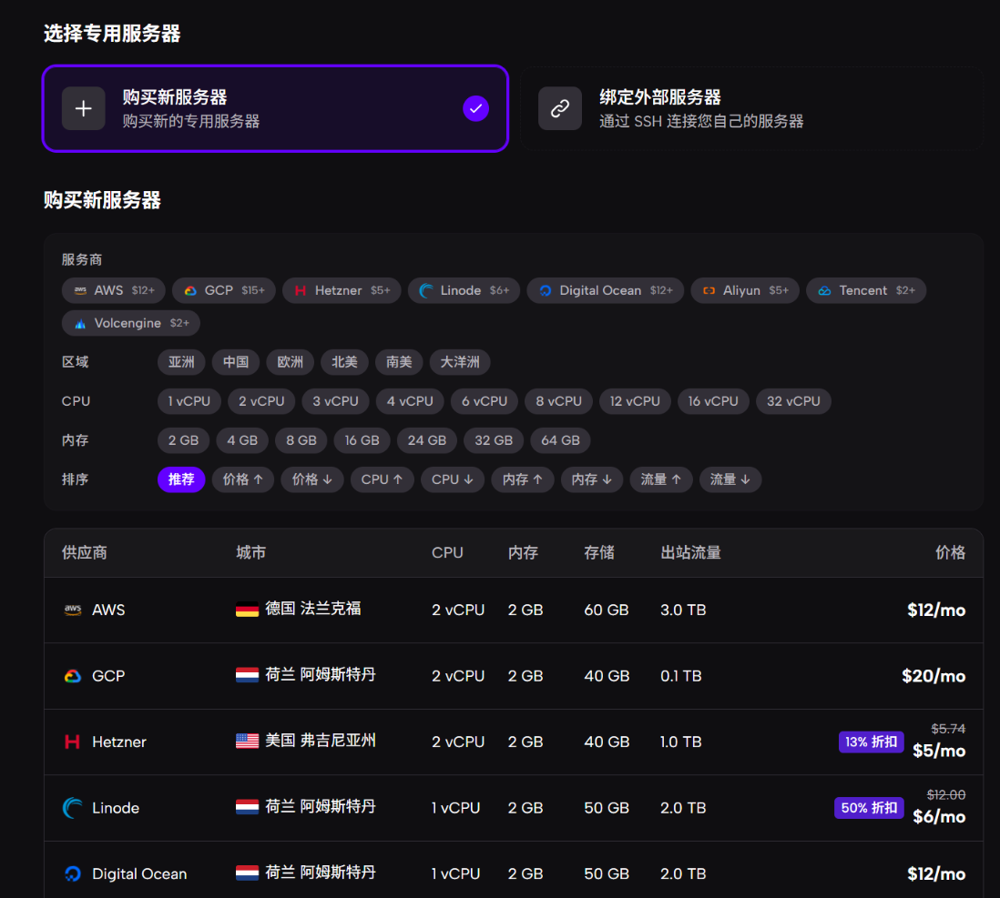 选择专用服务器
购买新服务器
购买新的专用服务器
绑定外部服务器
通过 SSH 连接您自己的服务器
购买新服务器
服务商
aws AWS $12+ GCP $15+ Hetzner $5+ Linode $6+ Digital Ocean $12+ Aliyun $5+ Tencent $2+
Volcengine $2+
区域 亚洲 中国 欧洲 北美 南美 大洋洲
CPU 1 vCPU 2 vCPU 3 vCPU 4 vCPU 6 vCPU 8 vCPU 12 vCPU 16 vCPU 32 vCPU
内存 2 GB 4 GB 8 GB 16 GB 24 GB 32 GB 64 GB
排序 推荐 价格 ↑ 价格 ↓ CPU ↑ CPU ↓ 内存 ↑ 内存 ↓ 流量 ↑ 流量 ↓
供应商 城市 CPU 内存 存储 出站流量 价格
aws AWS 德国 法兰克福 2 vCPU 2 GB 60 GB 3.0 TB $12/mo
GCP 荷兰 阿姆斯特丹 2 vCPU 2 GB 40 GB 0.1 TB $20/mo
Hetzner 美国 弗吉尼亚州 2 vCPU 2 GB 40 GB 1.0 TB 13% 折扣 $5.74 $5/mo
Linode 荷兰 阿姆斯特丹 1 vCPU 2 GB 50 GB 2.0 TB 50% 折扣 $12.00 $6/mo
Digital Ocean 荷兰 阿姆斯特丹 1 vCPU 2 GB 50 GB 2.0 TB $12/mo